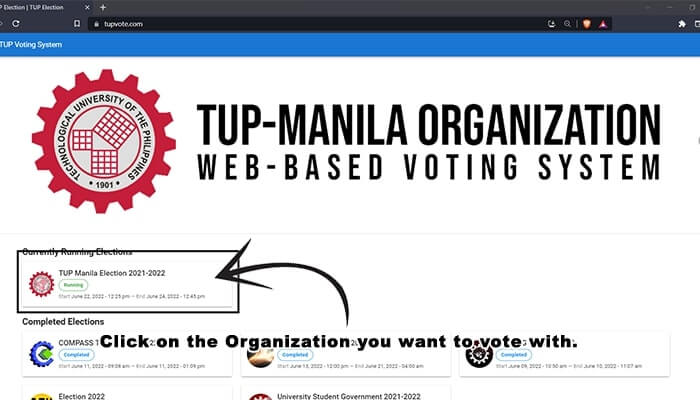 P Election | TUP Election
tupvote.com
TUP Voting System
TECHNOLOGICAL UNIVERSITY OF THE PHILIPPINES
1901
TUP-MANILA ORGANIZATION
WEB-BASED VOTING SYSTEM
Currently Running Elections
TUP Manila Election 2021-2022
Running
Start June 22, 2022 - 12:25 pm — End June 24, 2022 - 12:45 pm
Completed Elections
Click on the Organization you want to vote with.
COMPASS
Completed
Start June 11, 2022 - 09:08 am — End June 11, 2022 - 01:09 pm
Completed
Start June 13, 2022 - 12:00 pm — End June 21, 2022 - 04:00 am
Completed
Start June 09, 2022 - 10:50 am — End June 10, 2022 - 11:07 am
Election 2022
Completed
University Student Government 2021-2022